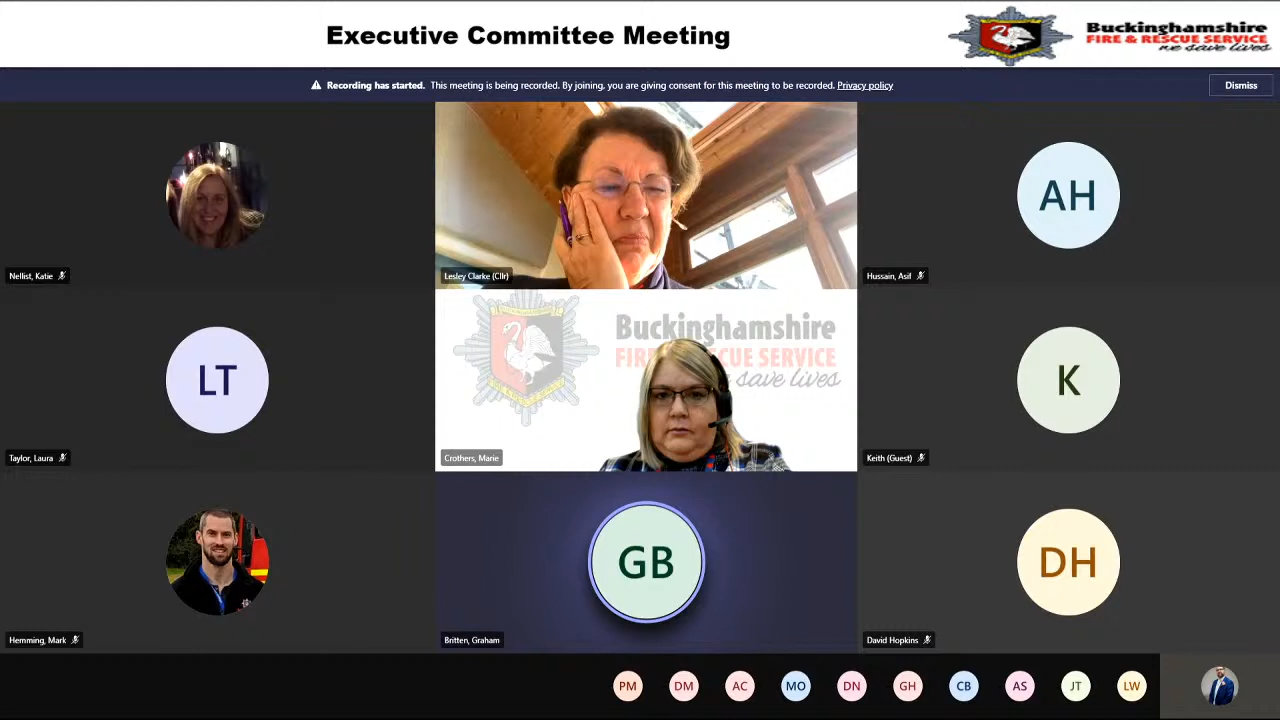 Executive Committee Meeting
Buckinghamshire
FIRE & RESCUE SERVICE
we save lives
Recording has started. This meeting is being recorded. By joining, you are giving consent for this meeting to be recorded. Privacy policy
Dismiss
Nellist, Katie
Lesley Clarke (Cllr)
AH
Hussain, Asif
LT
Taylor, Laura
Buckinghamshire
FIRE RESCUE SERVICE
save lives
Crothers, Marie
K
Keith (Guest)
Hemming, Mark
GB
Britten, Graham
DH
David Hopkins
PM
DM
AC
MO
DN
GH
CB
AS
JT
LW